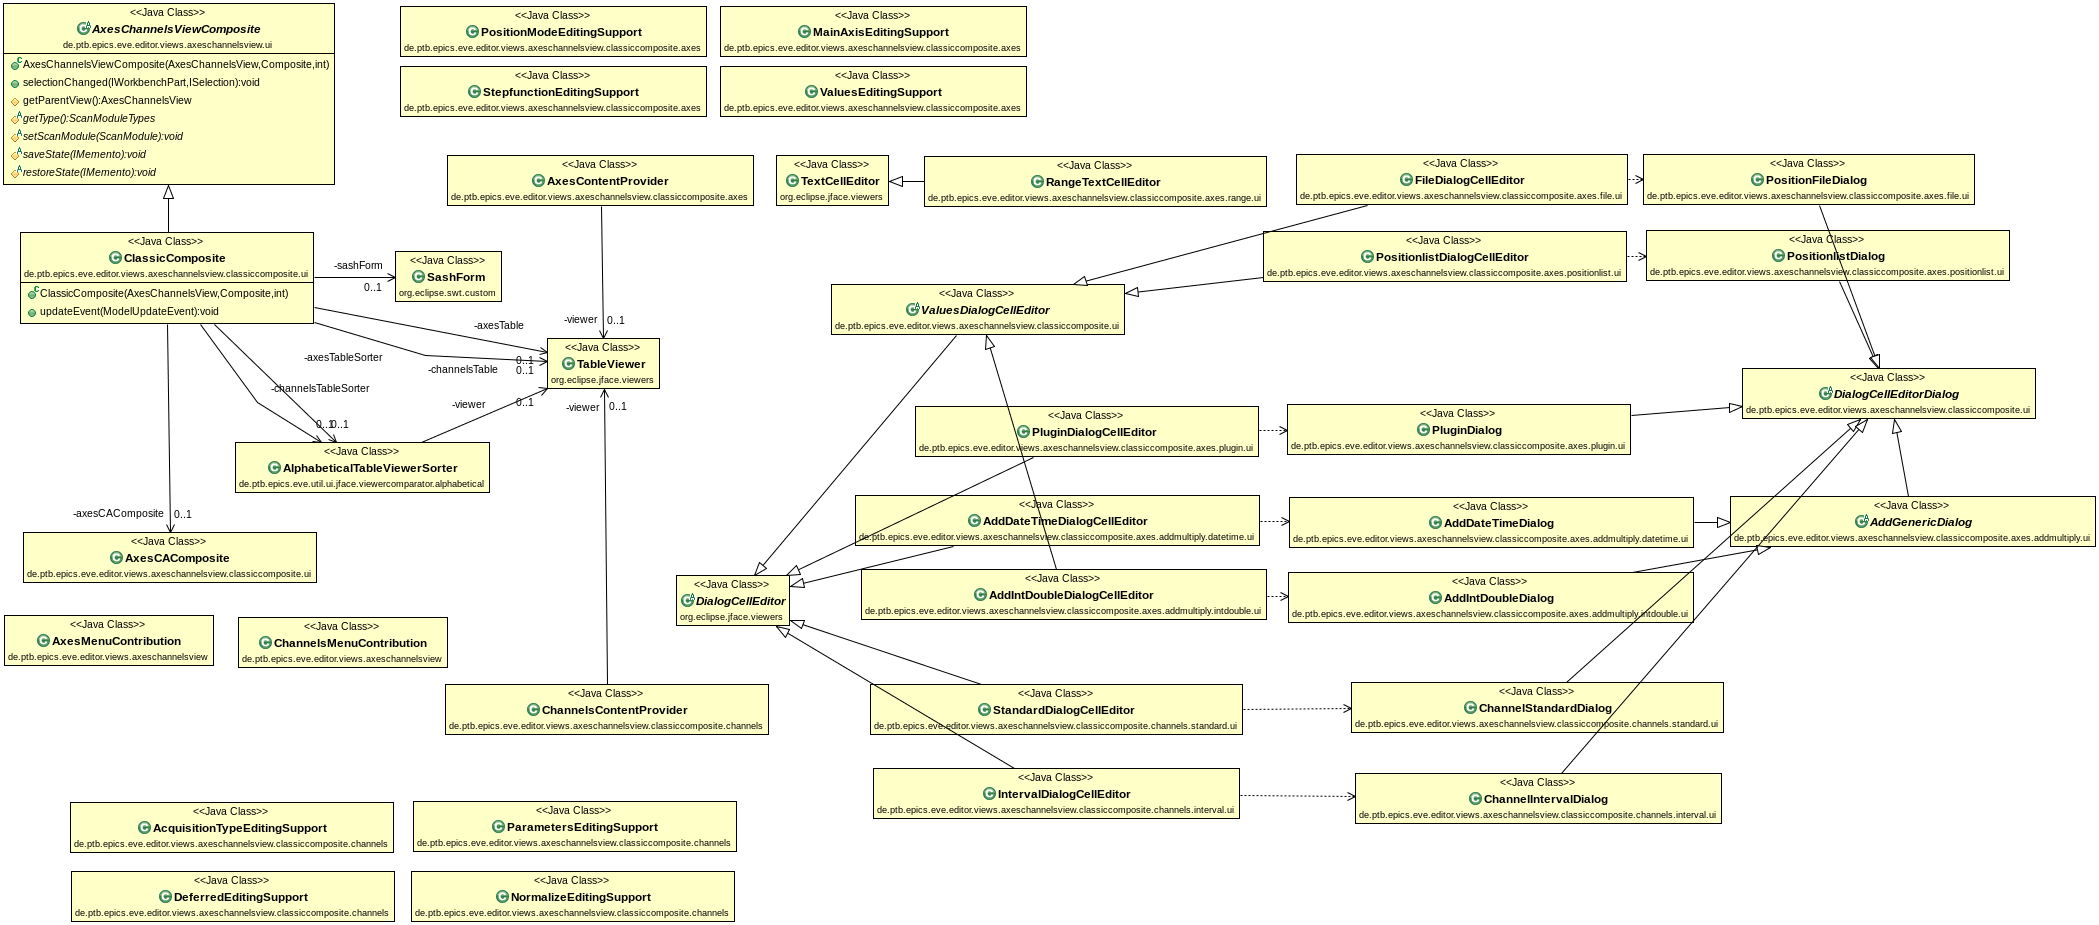 <<Java Class>>
AxesChannelsViewComposite
de.ptb.epics.eve.editor.views.axeschannelsview.ui
AxesChannelsViewComposite(AxesChannelsView,Composite,int)
selectionChanged(IWorkbenchPart,ISelection):void
getParentView():AxesChannelsView
getType():ScanModuleTypes
setScanModule(ScanModule):void
saveState(IMemento):void
restoreState(IMemento):void
<<Java Class>>
PositionModeEditingSupport
de.ptb.epics.eve.editor.views.axeschannelsview.classiccomposite.axes
<<Java Class>>
MainAxisEditingSupport
de.ptb.epics.eve.editor.views.axeschannelsview.classiccomposite.axes
<<Java Class>>
StepfunctionEditingSupport
de.ptb.epics.eve.editor.views.axeschannelsview.classiccomposite.axes
<<Java Class>>
ValuesEditingSupport
de.ptb.epics.eve.editor.views.axeschannelsview.classiccomposite.axes
<<Java Class>>
AxesContentProvider
de.ptb.epics.eve.editor.views.axeschannelsview.classiccomposite.axes
<<Java Class>>
TextCellEditor
org.eclipse.jface.viewers
<<Java Class>>
RangeTextCellEditor
de.ptb.epics.eve.editor.views.axeschannelsview.classiccomposite.axes.range.ui
<<Java Class>>
FileDialogCellEditor
de.ptb.epics.eve.editor.views.axeschannelsview.classiccomposite.axes.file.ui
<<Java Class>>
PositionFileDialog
de.ptb.epics.eve.editor.views.axeschannelsview.classiccomposite.axes.file.ui
<<Java Class>>
ClassicComposite
de.ptb.epics.eve.editor.views.axeschannelsview.classiccomposite.ui
ClassicComposite(AxesChannelsView,Composite,int)
updateEvent(ModelUpdateEvent):void
-sashForm
0..1
<<Java Class>>
SashForm
org.eclipse.swt.custom
<<Java Class>>
PositionlistDialogCellEditor
de.ptb.epics.eve.editor.views.axeschannelsview.classiccomposite.axes.positionlist.ui
<<Java Class>>
PositionlistDialog
de.ptb.epics.eve.editor.views.axeschannelsview.classiccomposite.axes.positionlist.ui
<<Java Class>>
ValuesDialogCellEditor
de.ptb.epics.eve.editor.views.axeschannelsview.classiccomposite.ui
-axesTable
0..1
-viewer
0..1
-channelsTable
0..1
<<Java Class>>
TableViewer
org.eclipse.jface.viewers
-axesTableSorter
0..1
-channelsTableSorter
0..1
-viewer
0..1
-viewer
0..1
<<Java Class>>
DialogCellEditorDialog
de.ptb.epics.eve.editor.views.axeschannelsview.classiccomposite.ui
<<Java Class>>
PluginDialogCellEditor
de.ptb.epics.eve.editor.views.axeschannelsview.classiccomposite.axes.plugin.ui
<<Java Class>>
PluginDialog
de.ptb.epics.eve.editor.views.axeschannelsview.classiccomposite.axes.plugin.ui
<<Java Class>>
AlphabeticalTableViewerSorter
de.ptb.epics.eve.util.ui.jface.viewercomparator.alphabetical
-axesCAComposite
0..1
<<Java Class>>
AddDateTimeDialogCellEditor
de.ptb.epics.eve.editor.views.axeschannelsview.classiccomposite.axes.addmultiply.datetime.ui
<<Java Class>>
AddDateTimeDialog
de.ptb.epics.eve.editor.views.axeschannelsview.classiccomposite.axes.addmultiply.datetime.ui
<<Java Class>>
AddGenericDialog
de.ptb.epics.eve.editor.views.axeschannelsview.classiccomposite.axes.addmultiply.ui
<<Java Class>>
AxesCAComposite
de.ptb.epics.eve.editor.views.axeschannelsview.classiccomposite.ui
<<Java Class>>
DialogCellEditor
org.eclipse.jface.viewers
<<Java Class>>
AddIntDoubleDialogCellEditor
de.ptb.epics.eve.editor.views.axeschannelsview.classiccomposite.axes.addmultiply.intdouble.ui
<<Java Class>>
AddIntDoubleDialog
de.ptb.epics.eve.editor.views.axeschannelsview.classiccomposite.axes.addmultiply.intdouble.ui
<<Java Class>>
AxesMenuContribution
de.ptb.epics.eve.editor.views.axeschannelsview
<<Java Class>>
ChannelsMenuContribution
de.ptb.epics.eve.editor.views.axeschannelsview
<<Java Class>>
ChannelsContentProvider
de.ptb.epics.eve.editor.views.axeschannelsview.classiccomposite.channels
<<Java Class>>
StandardDialogCellEditor
de.ptb.epics.eve.editor.views.axeschannelsview.classiccomposite.channels.standard.ui
<<Java Class>>
ChannelStandardDialog
de.ptb.epics.eve.editor.views.axeschannelsview.classiccomposite.channels.standard.ui
<<Java Class>>
IntervalDialogCellEditor
de.ptb.epics.eve.editor.views.axeschannelsview.classiccomposite.channels.interval.ui
<<Java Class>>
ChannelIntervalDialog
de.ptb.epics.eve.editor.views.axeschannelsview.classiccomposite.channels.interval.ui
<<Java Class>>
AcquisitionTypeEditingSupport
de.ptb.epics.eve.editor.views.axeschannelsview.classiccomposite.channels
<<Java Class>>
ParametersEditingSupport
de.ptb.epics.eve.editor.views.axeschannelsview.classiccomposite.channels
<<Java Class>>
DeferredEditingSupport
de.ptb.epics.eve.editor.views.axeschannelsview.classiccomposite.channels
<<Java Class>>
NormalizeEditingSupport
de.ptb.epics.eve.editor.views.axeschannelsview.classiccomposite.channels